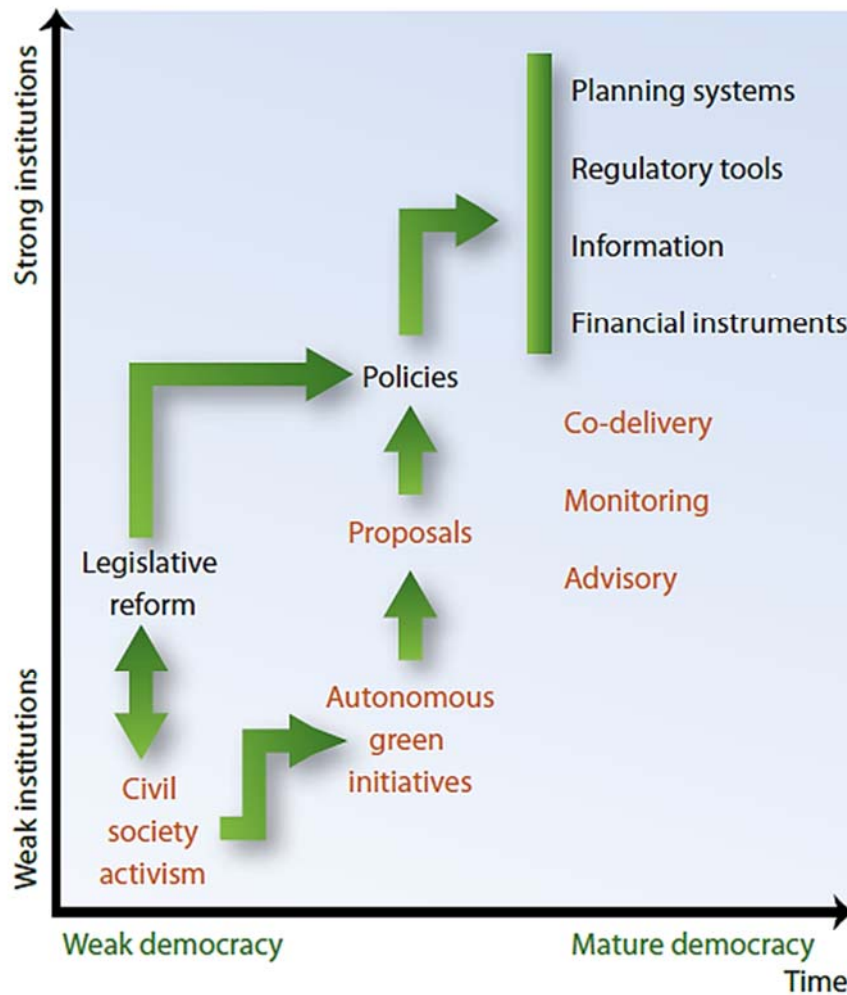 Strong institutions
Weak institutions
Planning systems
Regulatory tools
Information
Financial instruments
Policies
Co-delivery
Monitoring
Advisory
Proposals
Legislative
reform
Autonomous
green
initiatives
Civil
society
activism
Weak democracy
Mature democracy
Time